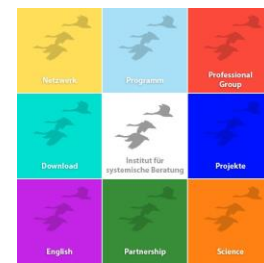 Netzwerk
Programm
Professional
Group
Download
Institut für
systemische Beratung
Projekte
English
Partnership
Science